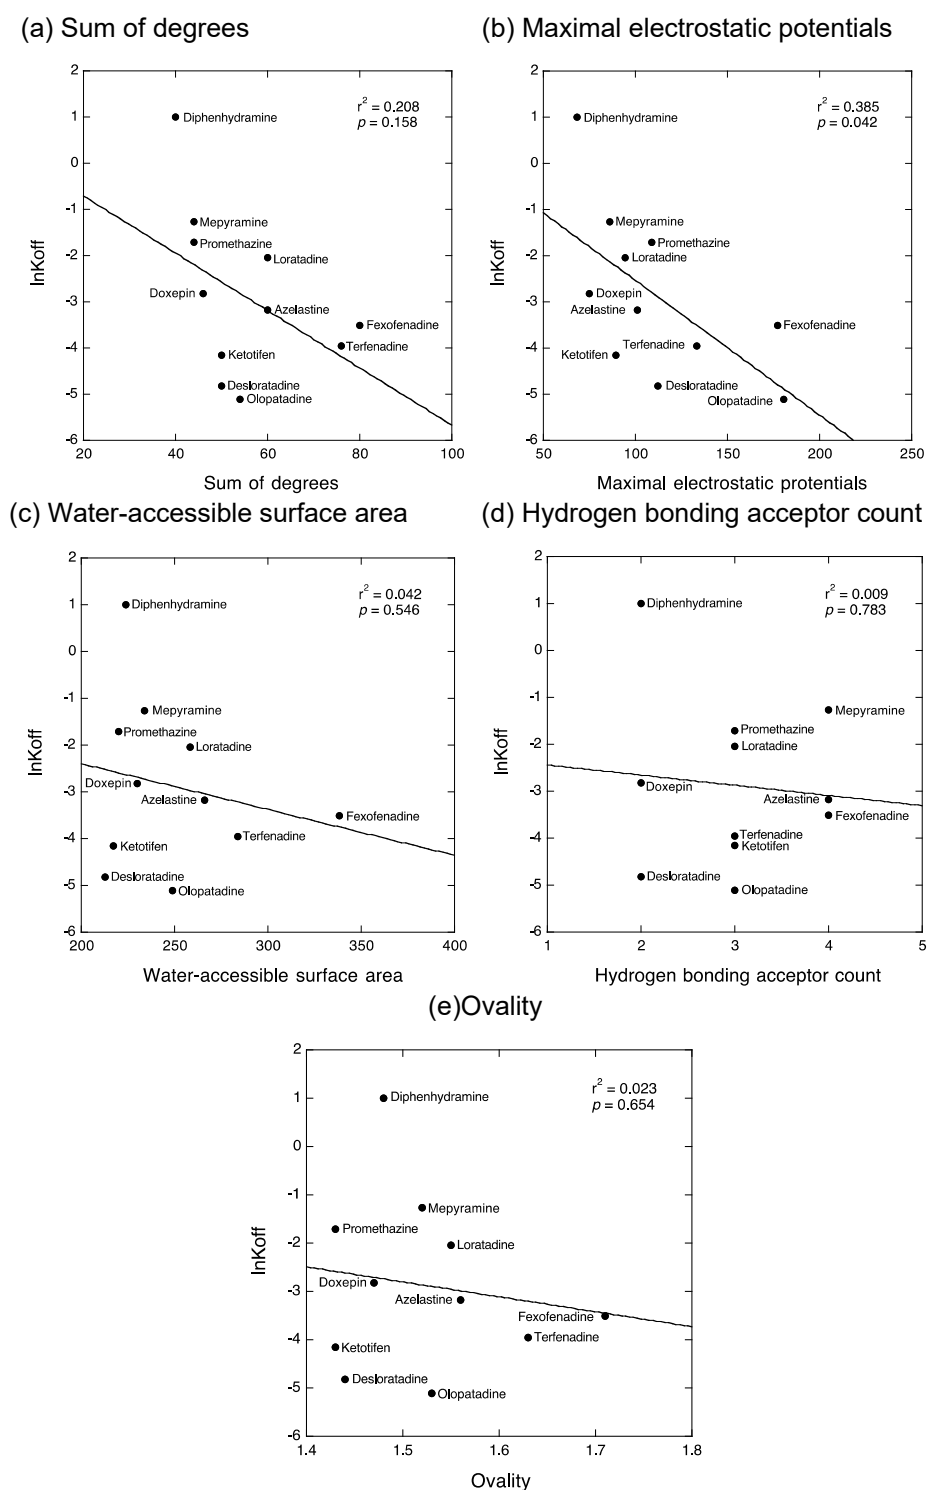 (a) Sum of degrees
2
1
0
-1
-2
-3
-4
-5
-6
lnKoff
r² = 0.208
p = 0.158
Diphenhydramine
Mepyramine
Promethazine
Loratadine
Doxepin
Azelastine
Fexofenadine
Terfenadine
Ketotifen
Desloratadine
Olopatadine
20 40 60 80 100
Sum of degrees
(b) Maximal electrostatic potentials
2
1
0
-1
-2
-3
-4
-5
-6
lnKoff
r² = 0.385
p = 0.042
Diphenhydramine
Mepyramine
Promethazine
Loratadine
Doxepin
Azelastine
Fexofenadine
Terfenadine
Ketotifen
Desloratadine
Olopatadine
50 100 150 200 250
Maximal electrostatic protentials
(c) Water-accessible surface area
2
1
0
-1
-2
-3
-4
-5
-6
lnKoff
r² = 0.042
p = 0.546
Diphenhydramine
Mepyramine
Promethazine
Loratadine
Doxepin
Azelastine
Fexofenadine
Terfenadine
Ketotifen
Desloratadine
Olopatadine
200 250 300 350 400
Water-accessible surface area
(d) Hydrogen bonding acceptor count
2
1
0
-1
-2
-3
-4
-5
-6
lnKoff
r² = 0.009
p = 0.783
Diphenhydramine
Mepyramine
Promethazine
Loratadine
Doxepin
Azelastine
Fexofenadine
Terfenadine
Ketotifen
Desloratadine
Olopatadine
1 2 3 4 5
Hydrogen bonding acceptor count
(e)Ovality
2
1
0
-1
-2
-3
-4
-5
-6
lnKoff
r² = 0.023
p = 0.654
Diphenhydramine
Mepyramine
Promethazine
Loratadine
Doxepin
Azelastine
Fexofenadine
Terfenadine
Ketotifen
Desloratadine
Olopatadine
1.4 1.5 1.6 1.7 1.8
Ovality